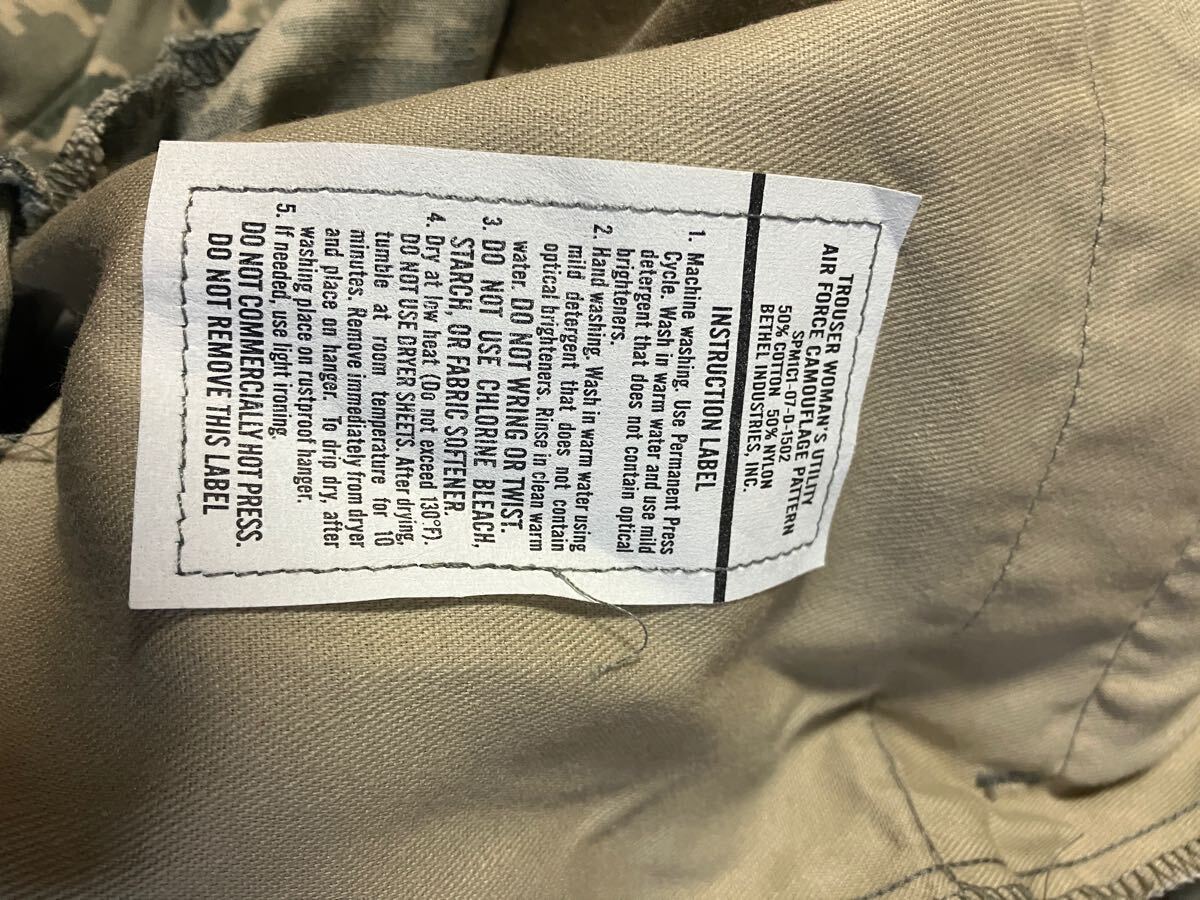 TROUSER WOMAN'S UTILITY
AIR FORCE CAMOUFLAGE PATTERN
SPM1C1-07-D-1502
50% COTTON 50% NYLON
BETHEL INDUSTRIES, INC.
INSTRUCTION LABEL
1. Machine washing. Use Permanent Press
Cycle. Wash in warm water and use mild
detergent that does not contain optical
brighteners.
2. Hand washing. Wash in warm water using
mild detergent that does not contain
optical brighteners. Rinse in clean warm
water. DO NOT WRING OR TWIST.
3. DO NOT USE CHLORINE BLEACH,
STARCH, OR FABRIC SOFTENER.
4. Dry at low heat (Do not exceed 130°F).
DO NOT USE DRYER SHEETS. After drying,
tumble at room temperature for 10
minutes. Remove immediately from dryer
and place on hanger. To drip dry, after
washing place on rustproof hanger.
5. If needed, use light ironing.
DO NOT COMMERCIALLY HOT PRESS.
DO NOT REMOVE THIS LABEL